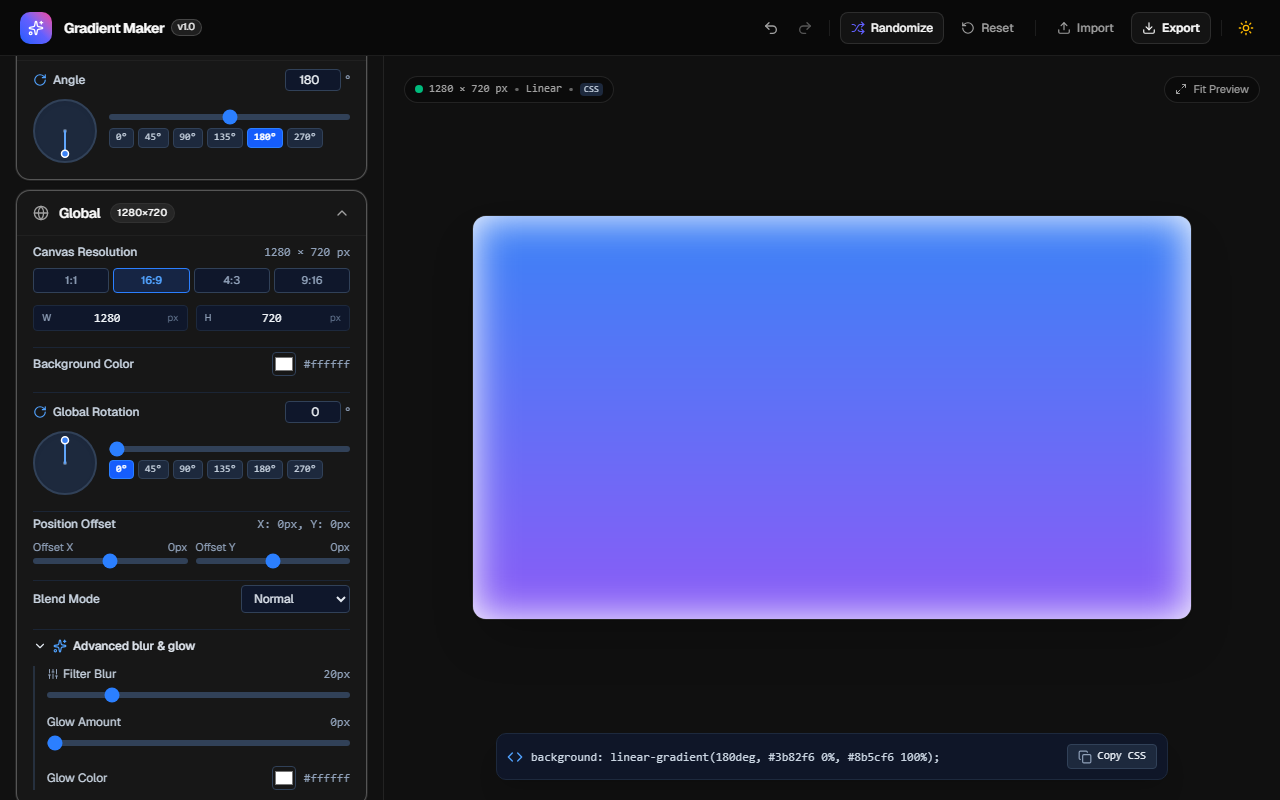 Gradient Maker v1.0 Randomize Reset Import Export
Angle 180 °
0° 45° 90° 135° 180° 270°
Global 1280×720
Canvas Resolution 1280 × 720 px
1:1 16:9 4:3 9:16
W 1280 px H 720 px
Background Color #ffffff
Global Rotation 0 °
0° 45° 90° 135° 180° 270°
Position Offset X: 0px, Y: 0px
Offset X 0px Offset Y 0px
Blend Mode Normal
Advanced blur & glow
Filter Blur 20px
Glow Amount 0px
Glow Color #ffffff
1280 × 720 px • Linear • CSS
Fit Preview
background: linear-gradient(180deg, #3b82f6 0%, #8b5cf6 100%);
Copy CSS